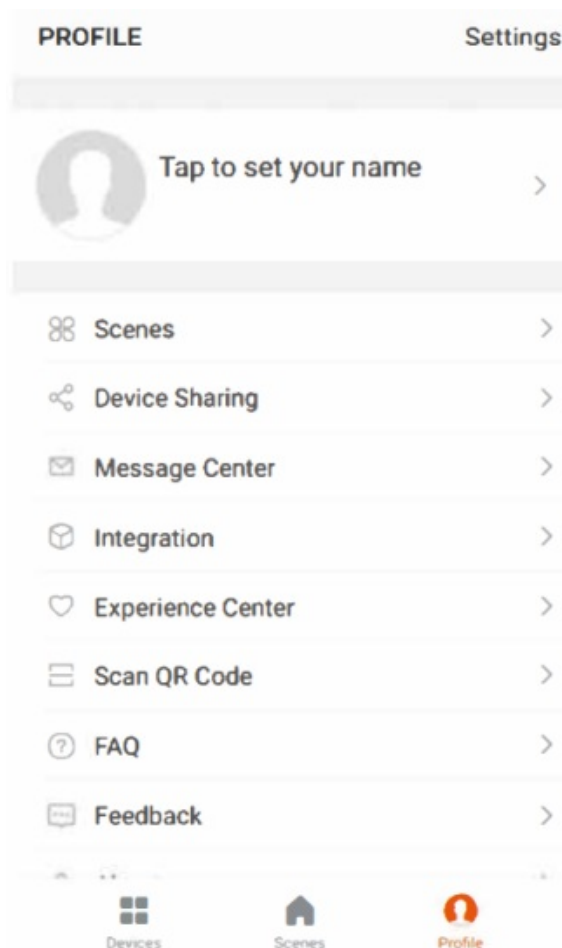 PROFILE Settings
Tap to set your name
Scenes
Device Sharing
Message Center
Integration
Experience Center
Scan QR Code
FAQ
Feedback
Devices Scenes Profile